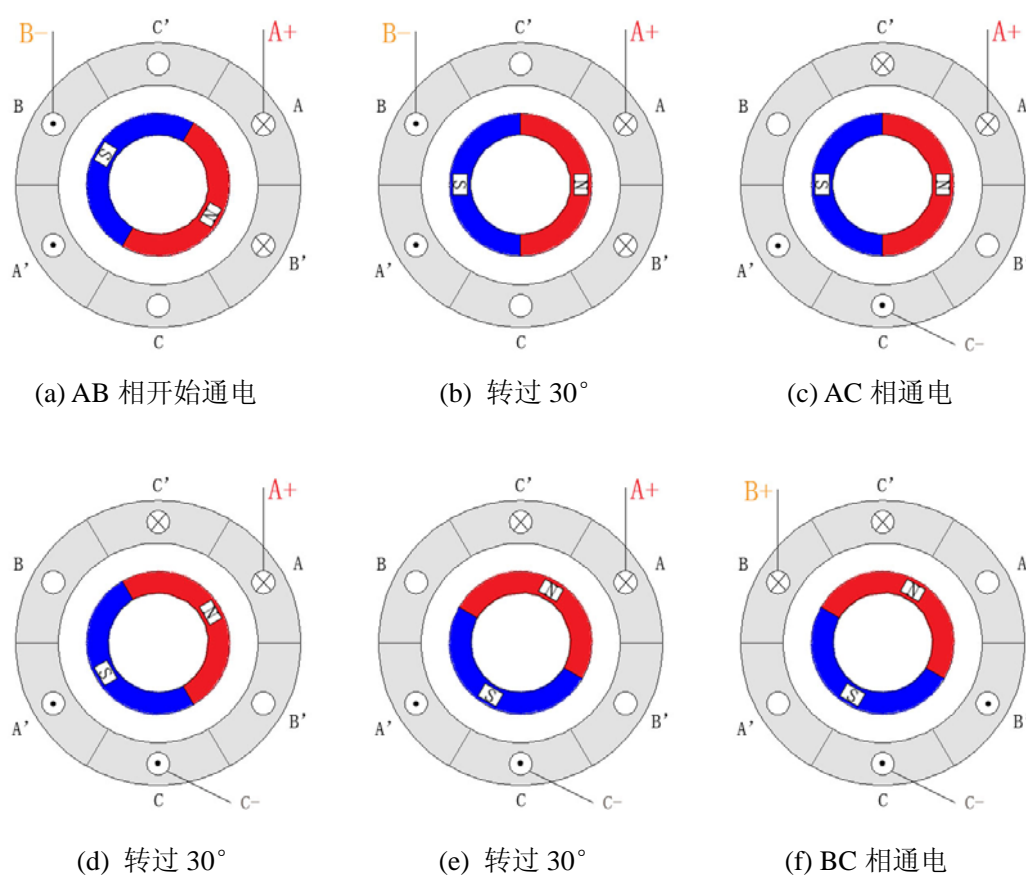 B- C' A+
B A
S
N
A' B'
C
(a) AB 相开始通电
B- C' A+
B A
S N
A' B'
C
(b) 转过 30°
C' A+
B A
S N
A' B
C
C-
(c) AC 相通电
C' A+
B A
N
S
A' B'
C
C-
(d) 转过 30°
C' A+
B A
N
S
A' B'
C
C-
(e) 转过 30°
B+ C'
B A
N
S
A' B
C
C-
(f) BC 相通电